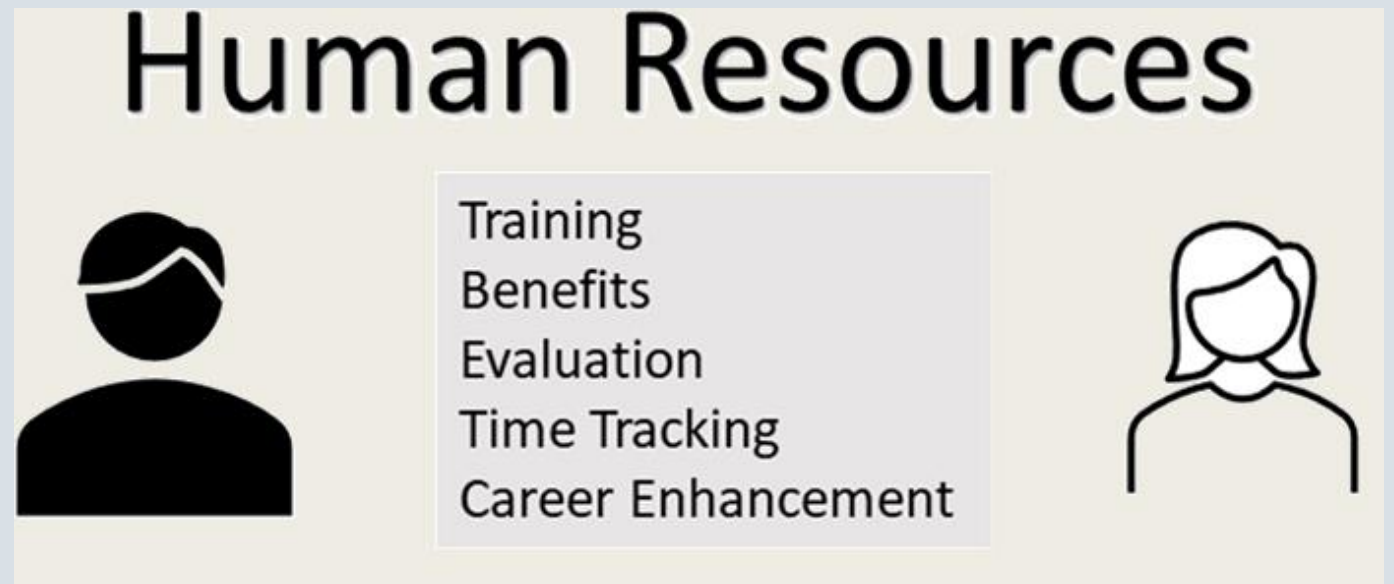 Human Resources
Training
Benefits
Evaluation
Time Tracking
Career Enhancement